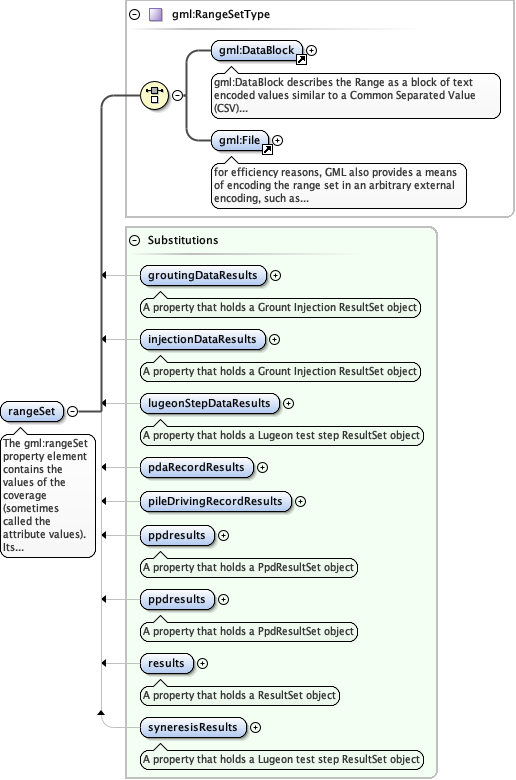 gml:RangeSetType
gml:DataBlock
gml:DataBlock describes the Range as a block of text
encoded values similar to a Common Separated Value
(CSV)...
gml:File
for efficiency reasons, GML also provides a means
of encoding the range set in an arbitrary external
encoding, such as...
Substitutions
groutingDataResults
A property that holds a Grount Injection ResultSet object
injectionDataResults
A property that holds a Grount Injection ResultSet object
lugeonStepDataResults
A property that holds a Lugeon test step ResultSet object
rangeSet
The gml:rangeSet
property element
contains the
values of the
coverage
(sometimes
called the
attribute values).
Its...
pdaRecordResults
pileDrivingRecordResults
ppdresults
A property that holds a PpdResultSet object
ppdresults
A property that holds a PpdResultSet object
results
A property that holds a ResultSet object
syneresisResults
A property that holds a Lugeon test step ResultSet object